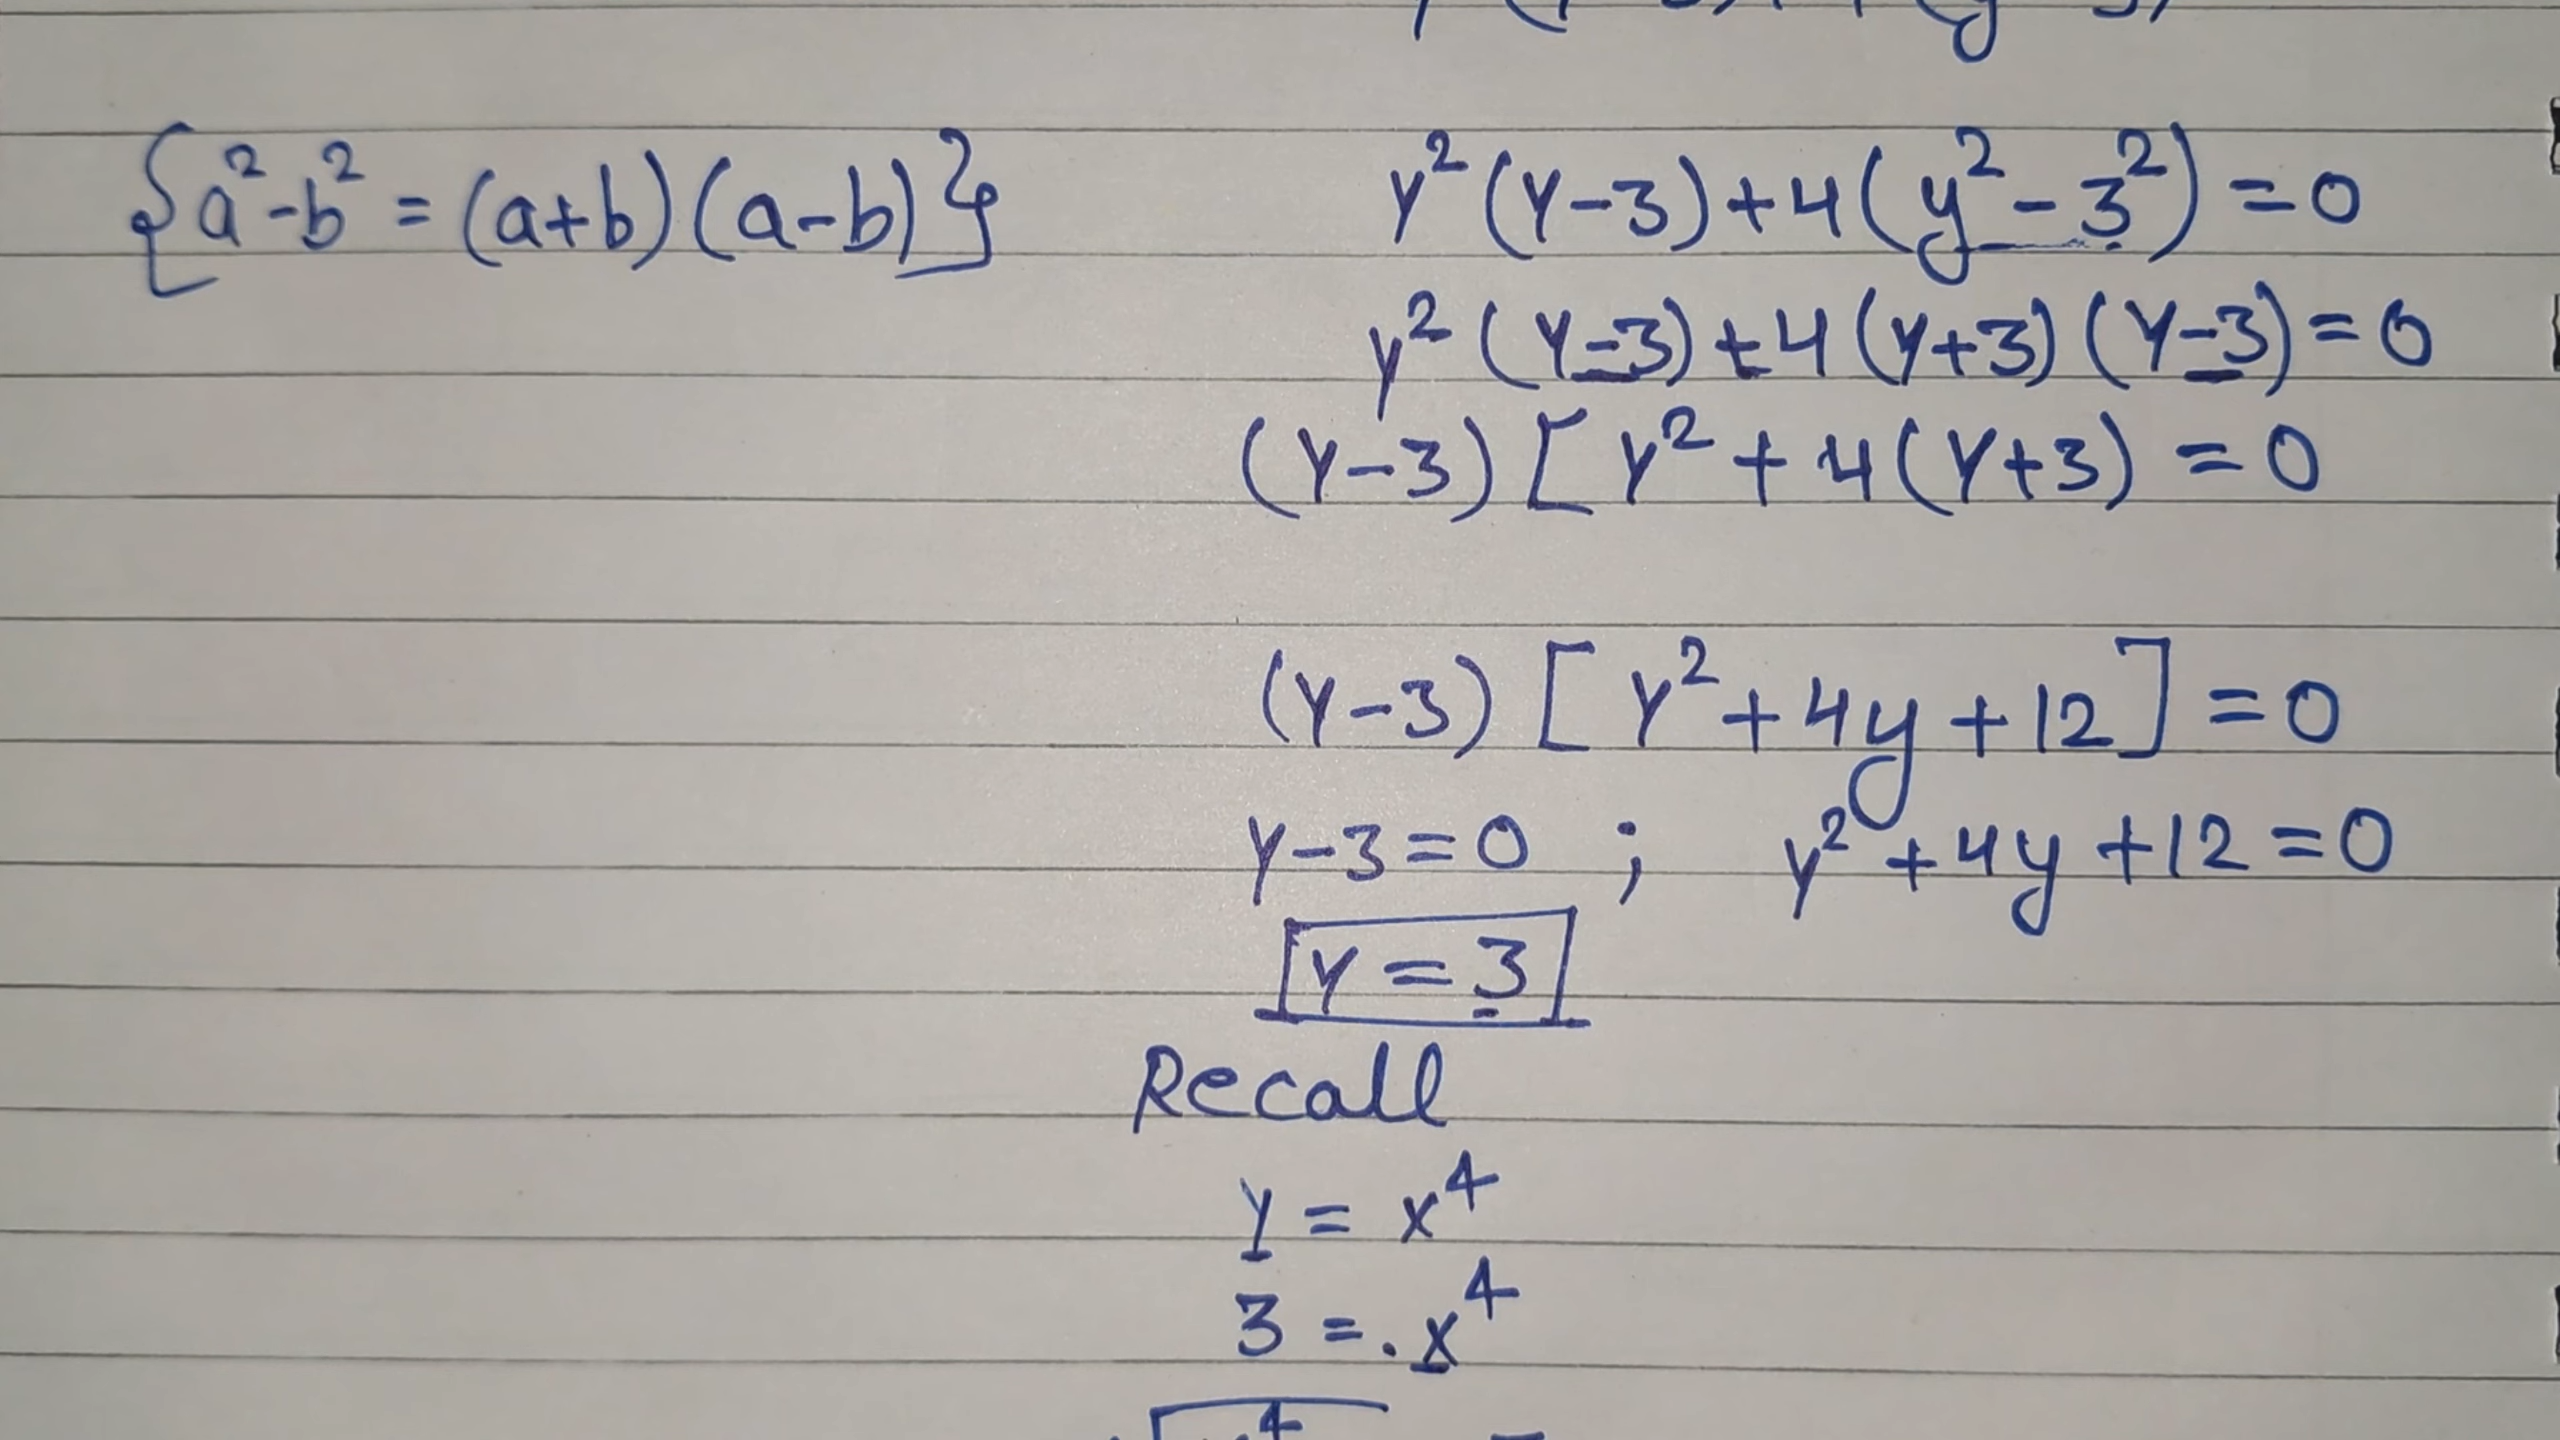 {a²-b² = (a+b)(a-b)}
y²(y-3)+4(y²-3²)=0
y²(y-3)+4(y+3)(y-3)=0
(y-3)[y²+4(y+3)=0
(y-3)[y²+4y+12]=0
y-3=0 ; y²+4y+12=0
y=3
Recall
y = x⁴
3 = .x⁴